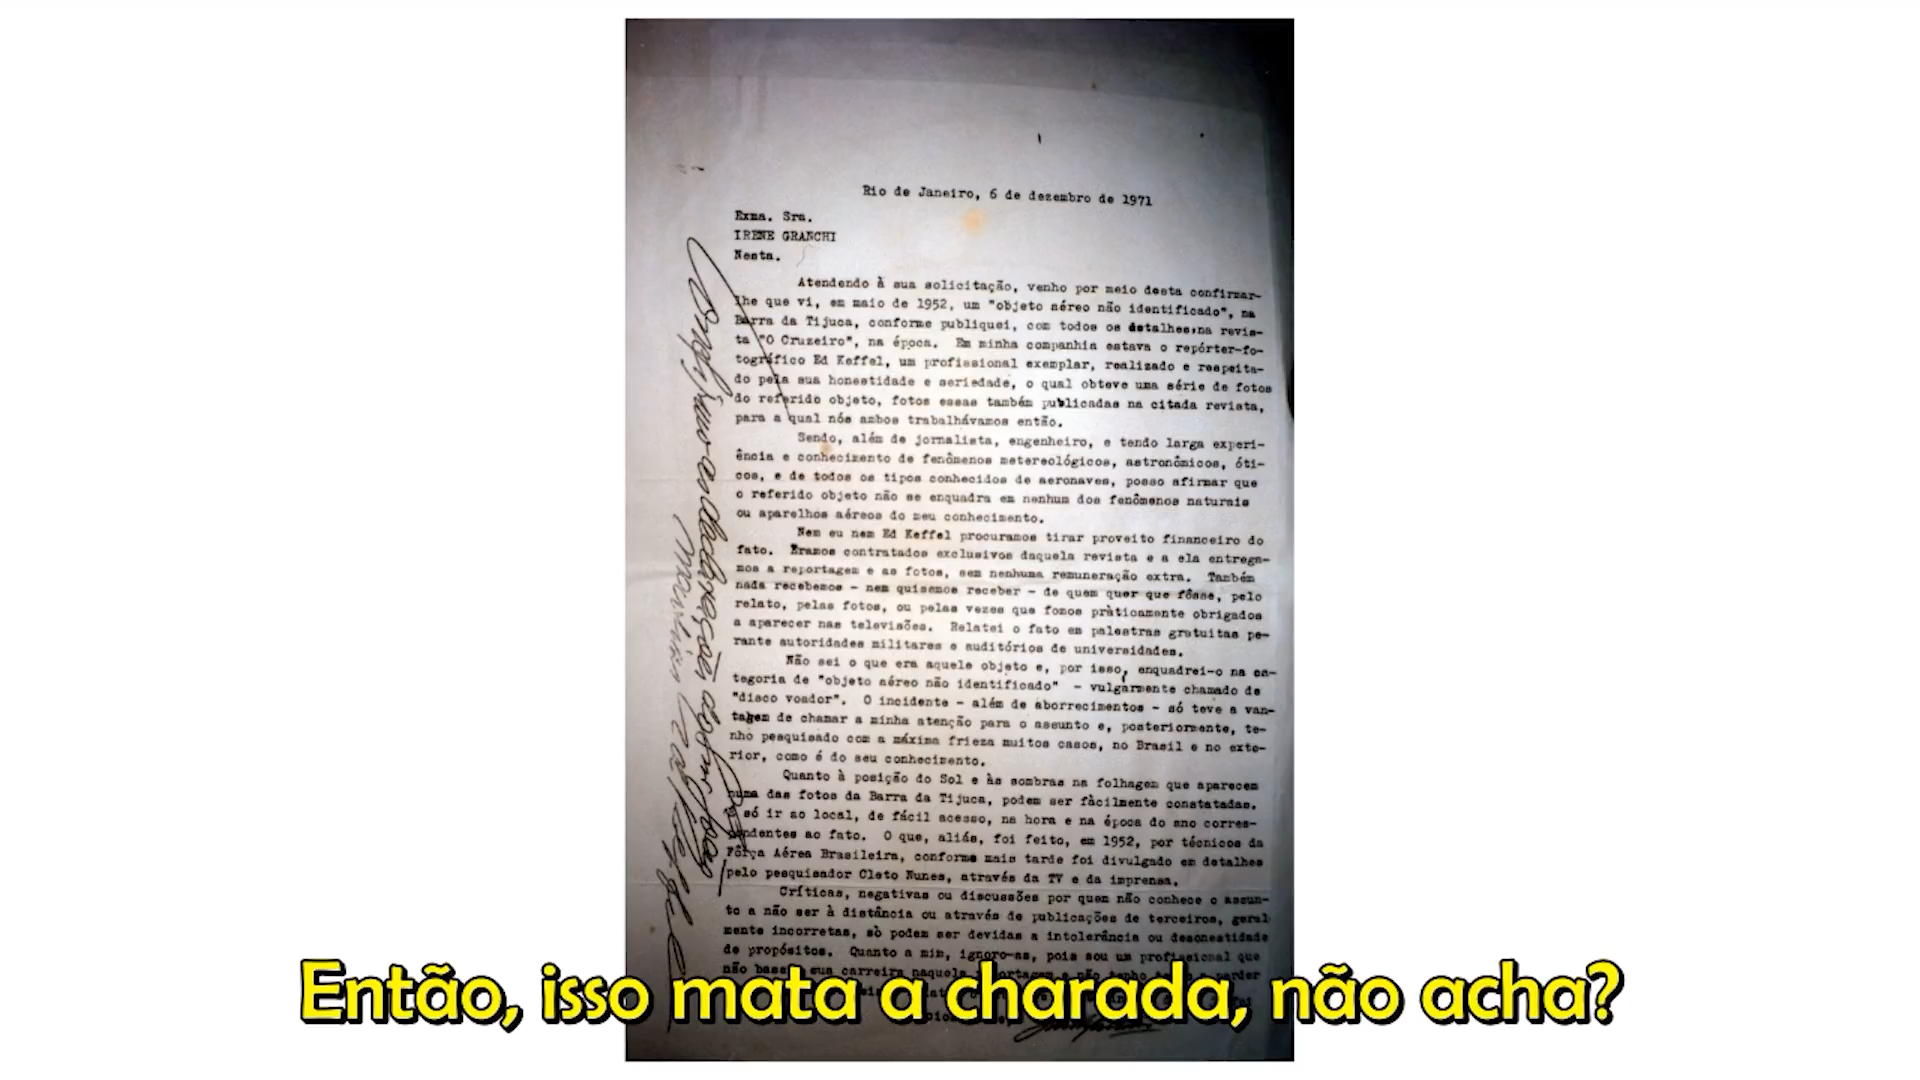 Rio de Janeiro, 6 de dezembro de 1971
Exma. Sra.
IRENE GRANCHI
Nesta.
Atendendo à sua solicitação, venho por meio desta confirmar-
lhe que vi, em maio de 1952, um "objeto aéreo não identificado", na
Barra da Tijuca, conforme publiquei, com todos os detalhes, na revis-
ta "O Cruzeiro", na época. Em minha companhia estava o repórter-fo-
tográfico Ed Keffel, um profissional exemplar, realizado e respeita-
do pela sua honestidade e seriedade, o qual obteve uma série de fotos
do referido objeto, fotos essas também publicadas na citada revista,
para a qual nós ambos trabalhávamos então.
Sendo, além de jornalista, engenheiro, e tendo larga experi-
ência e conhecimento de fenômenos metereológicos, astronômicos, óti-
cos, e de todos os tipos conhecidos de aeronaves, posso afirmar que
o referido objeto não se enquadra em nenhum dos fenômenos naturais
ou aparelhos aéreos do meu conhecimento.
Nem eu nem Ed Keffel procuramos tirar proveito financeiro do
fato. Éramos contratados exclusivos daquela revista e a ela entrega-
mos a reportagem e as fotos, sem nenhuma remuneração extra. Também
nada recebemos - nem quisemos receber - de quem quer que fôsse, pelo
relato, pelas fotos, ou pelas vezes que fomos pràticamente obrigados
a aparecer nas televisões. Relatei o fato em palestras gratuitas pe-
rante autoridades militares e auditórios de universidades.
Não sei o que era aquele objeto e, por isso, enquadrei-o na ca-
tegoria de "objeto aéreo não identificado" - vulgarmente chamado de
"disco voador". O incidente - além de aborrecimentos - só teve a van-
tagem de chamar a minha atenção para o assunto e, posteriormente, te-
nho pesquisado com a máxima frieza muitos casos, no Brasil e no exte-
rior, como é do seu conhecimento.
Quanto à posição do Sol e às sombras na folhagem que aparecem
numa das fotos da Barra da Tijuca, podem ser fàcilmente constatadas.
só ir ao local, de fácil acesso, na hora e na época do ano corres-
pondentes ao fato. O que, aliás, foi feito, em 1952, por técnicos da
Fôrça Aérea Brasileira, conforme mais tarde foi divulgado em detalhes
pelo pesquisador Cleto Nunes, através da TV e da imprensa.
Críticas, negativas ou discussões por quem não conhece o assun-
to a não ser à distância ou através de publicações de terceiros, geral
mente incorretas, só podem ser devidas a intolerância ou desonestidade
de propósitos. Quanto a mim, ignoro-as, pois sou um profissional que
não sua carreira naquela
Então, isso mata a charada, não acha?